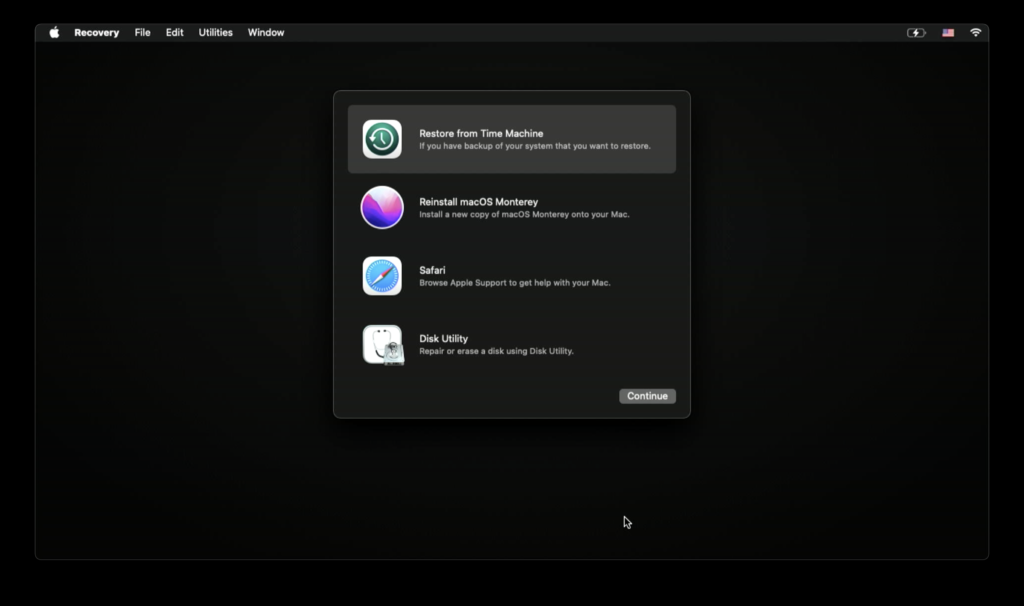 Recovery File Edit Utilities Window
Restore from Time Machine
If you have backup of your system that you want to restore.
Reinstall macOS Monterey
Install a new copy of macOS Monterey onto your Mac.
Safari
Browse Apple Support to get help with your Mac.
Disk Utility
Repair or erase a disk using Disk Utility.
Continue